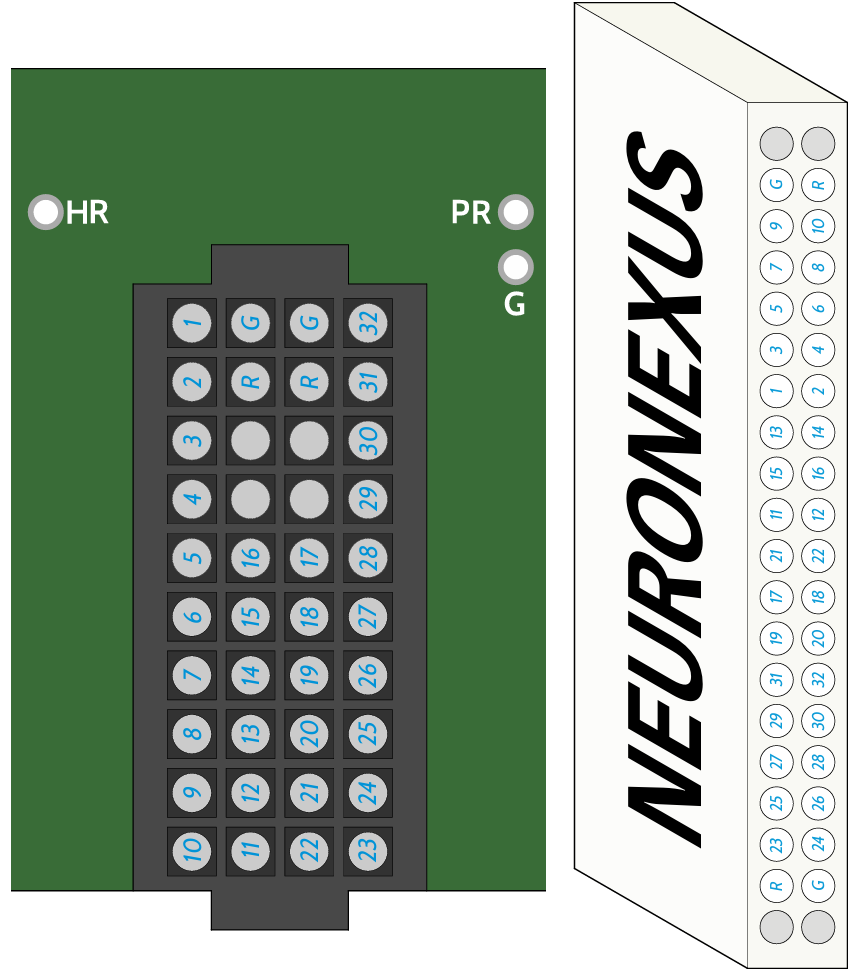 HR
PR
G
1 G G 32
2 R R 31
3 30
4 29
5 16 17 28
6 15 18 27
7 14 19 26
8 13 20 25
9 12 21 24
10 11 22 23
NEURONEXUS
G R
9 10
7 8
5 6
3 4
1 2
13 14
15 16
11 12
21 22
17 18
19 20
31 32
29 30
27 28
25 26
23 24
R G